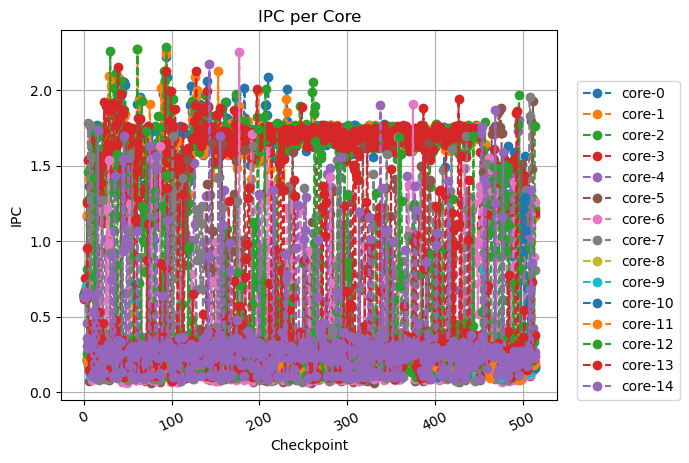 IPC per Core
IPC
2.0
1.5
1.0
0.5
0.0
0
100
200
300
400
500
Checkpoint
core-0
core-1
core-2
core-3
core-4
core-5
core-6
core-7
core-8
core-9
core-10
core-11
core-12
core-13
core-14